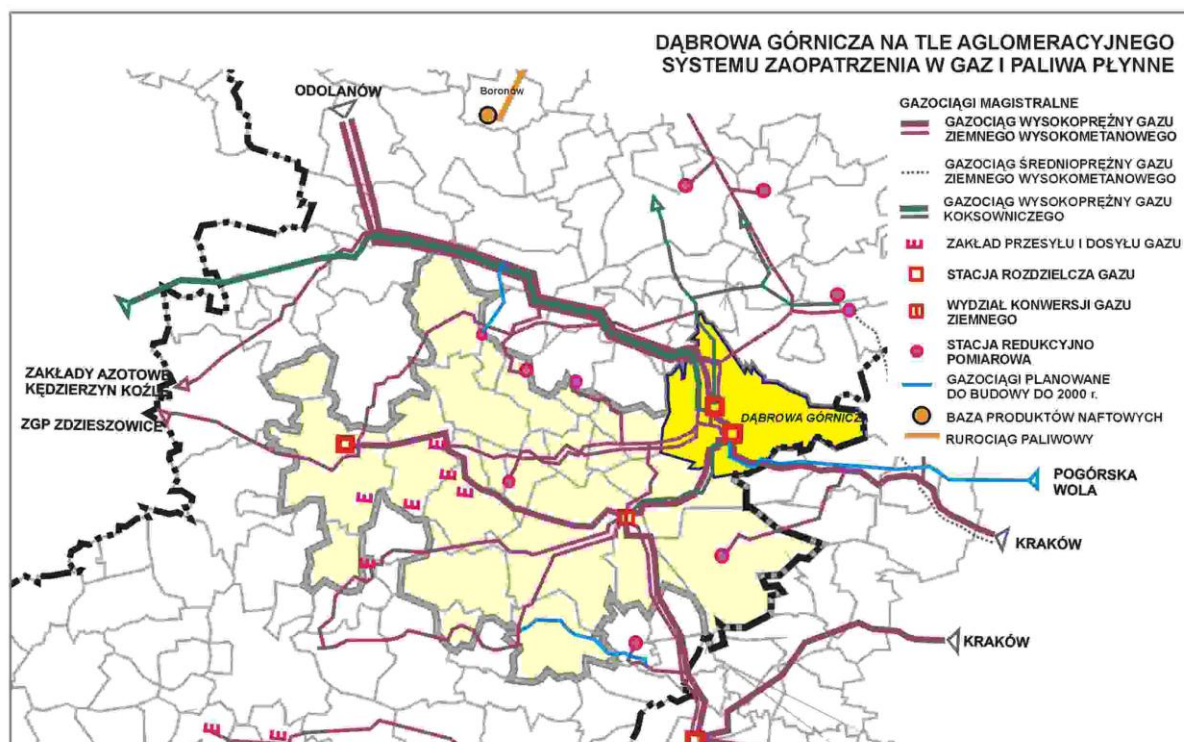 DĄBROWA GÓRNICZA NA TLE AGLOMERACYJNEGO
SYSTEMU ZAOPATRZENIA W GAZ I PALIWA PŁYNNE
GAZOCIĄGI MAGISTRALNE
GAZOCIĄG WYSOKOPRĘŻNY GAZU
ZIEMNEGO WYSOKOMETANOWEGO
GAZOCIĄG ŚREDNIOPRĘŻNY GAZU
ZIEMNEGO WYSOKOMETANOWEGO
GAZOCIĄG WYSOKOPRĘŻNY GAZU
KOKSOWNICZEGO
E ZAKŁAD PRZESYŁU I DOSYŁU GAZU
STACJA ROZDZIELCZA GAZU
WYDZIAŁ KONWERSJI GAZU
ZIEMNEGO
STACJA REDUKCYJNO
POMIAROWA
GAZOCIĄGI PLANOWANE
DO BUDOWY DO 2000 r.
BAZA PRODUKTÓW NAFTOWYCH
RUROCIĄG PALIWOWY
ODOLANÓW
Boronów
ZAKŁADY AZOTOWE
KĘDZIERZYN KOŹLE
ZGP ZDZIESZOWICE
DĄBROWA GÓRNICZA
POGÓRSKA
WOLA
KRAKÓW
KRAKÓW
E
E
E
E
E
E
E
E